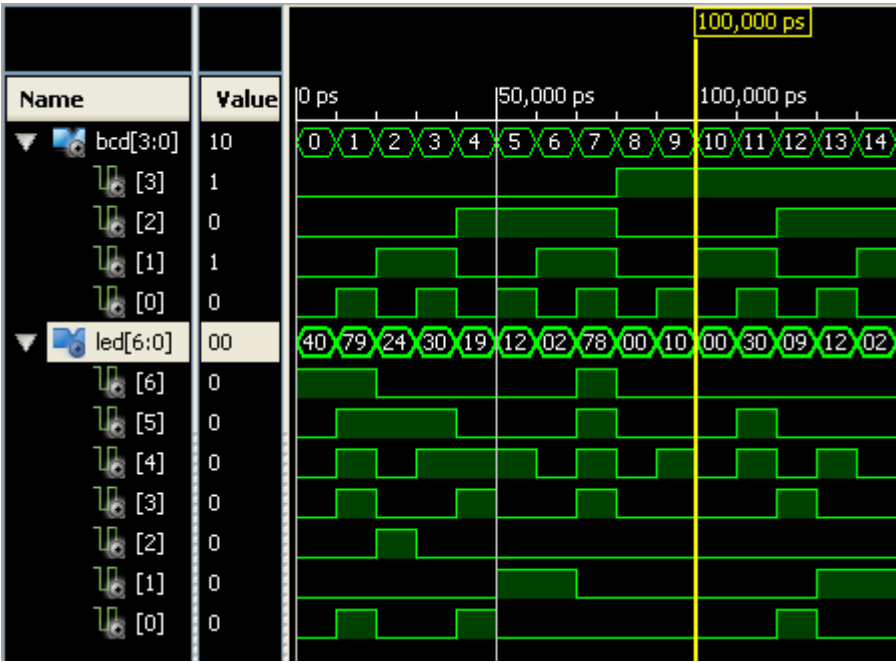 100,000 ps
Name Value 0 ps 50,000 ps 100,000 ps
bcd[3:0] 10 0 1 2 3 4 5 6 7 8 9 10 11 12 13 14
[3] 1
[2] 0
[1] 1
[0] 0
led[6:0] 00 40 79 24 30 19 12 02 78 00 10 00 30 09 12 02
[6] 0
[5] 0
[4] 0
[3] 0
[2] 0
[1] 0
[0] 0